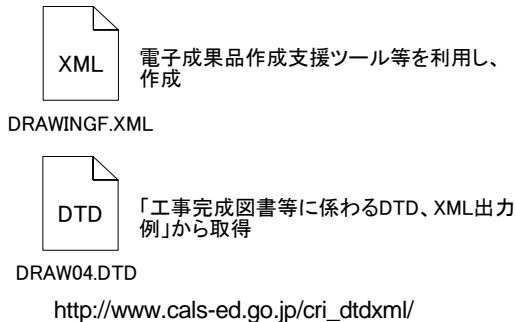 XML
電子成果品作成支援ツール等を利用し、
作成
DRAWINGF.XML
DTD
「工事完成図書等に係わるDTD、XML出力
例」から取得
DRAW04.DTD
http://www.cals-ed.go.jp/cri_dtdxml/